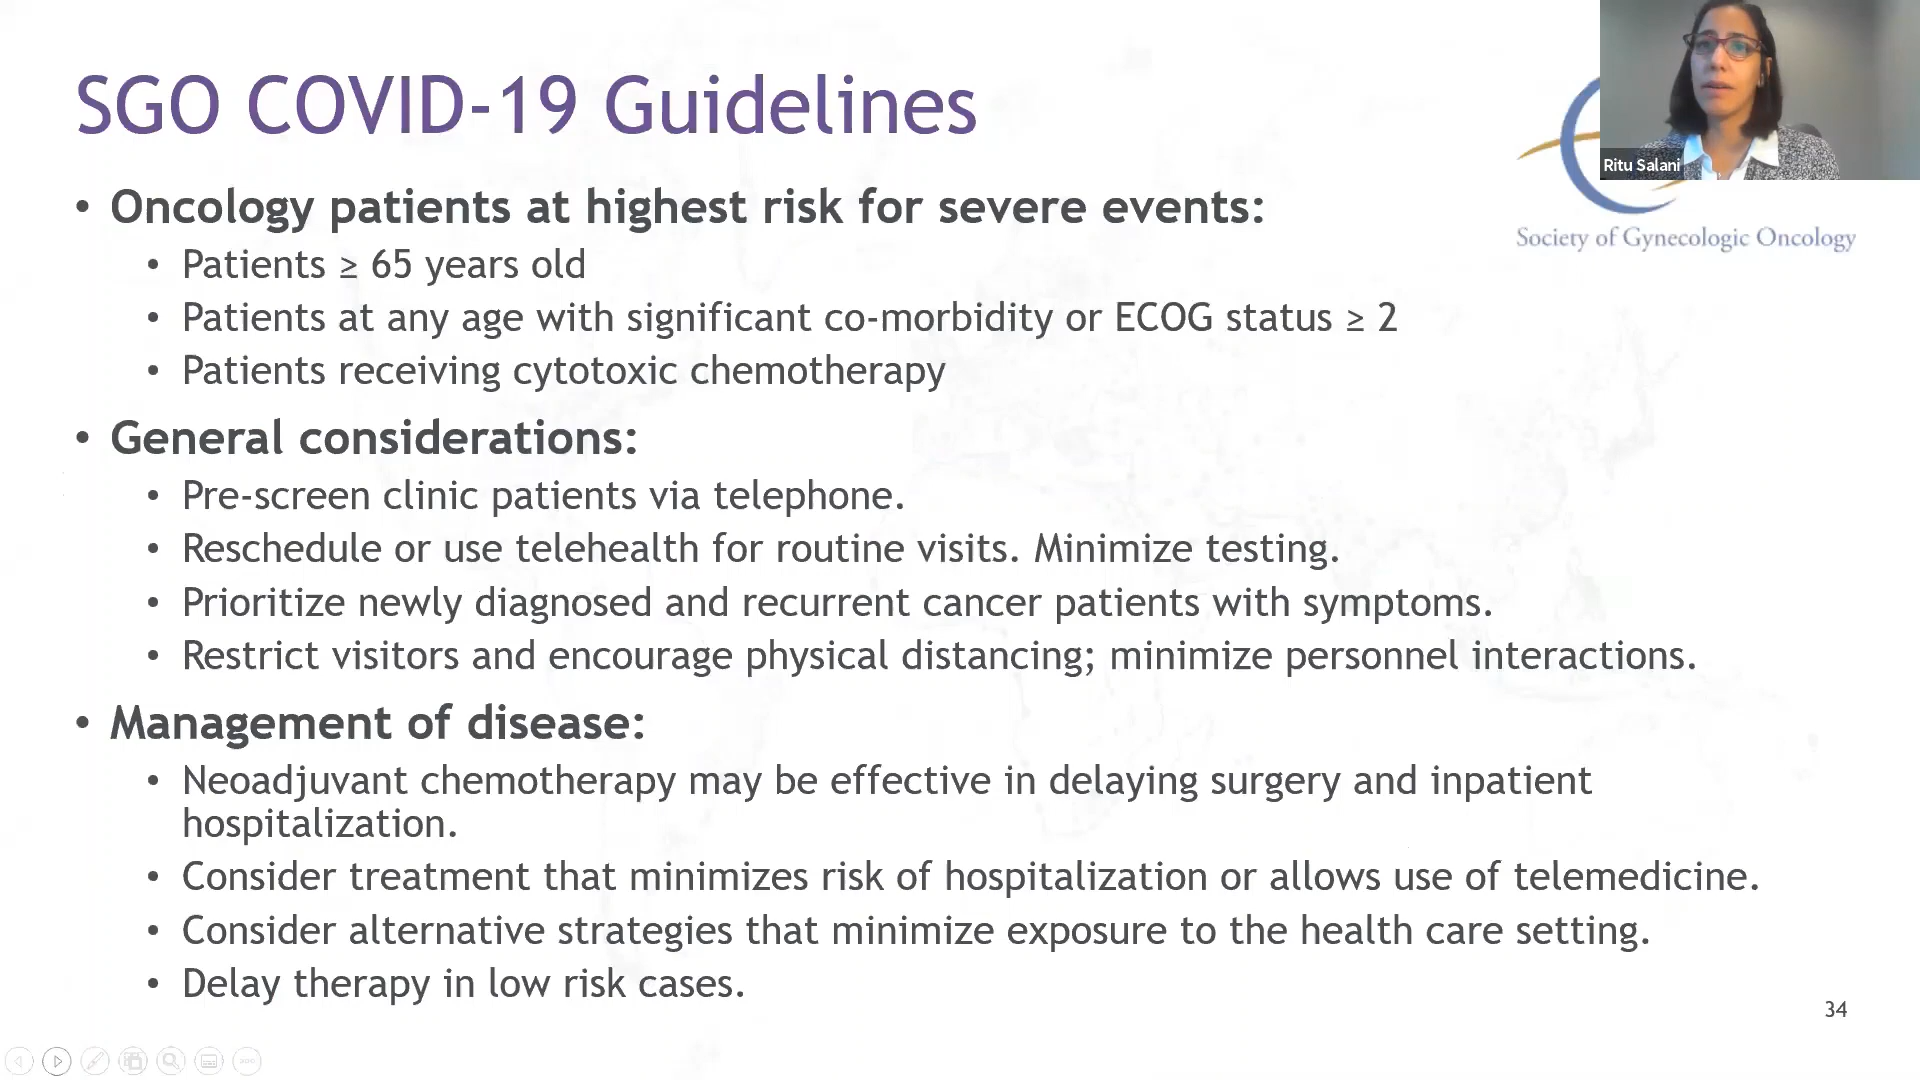 SGO COVID-19 Guidelines
Ritu Salani
Society of Gynecologic Oncology
• Oncology patients at highest risk for severe events:
• Patients ≥ 65 years old
• Patients at any age with significant co-morbidity or ECOG status ≥ 2
• Patients receiving cytotoxic chemotherapy
• General considerations:
• Pre-screen clinic patients via telephone.
• Reschedule or use telehealth for routine visits. Minimize testing.
• Prioritize newly diagnosed and recurrent cancer patients with symptoms.
• Restrict visitors and encourage physical distancing; minimize personnel interactions.
• Management of disease:
• Neoadjuvant chemotherapy may be effective in delaying surgery and inpatient
hospitalization.
• Consider treatment that minimizes risk of hospitalization or allows use of telemedicine.
• Consider alternative strategies that minimize exposure to the health care setting.
• Delay therapy in low risk cases.
34